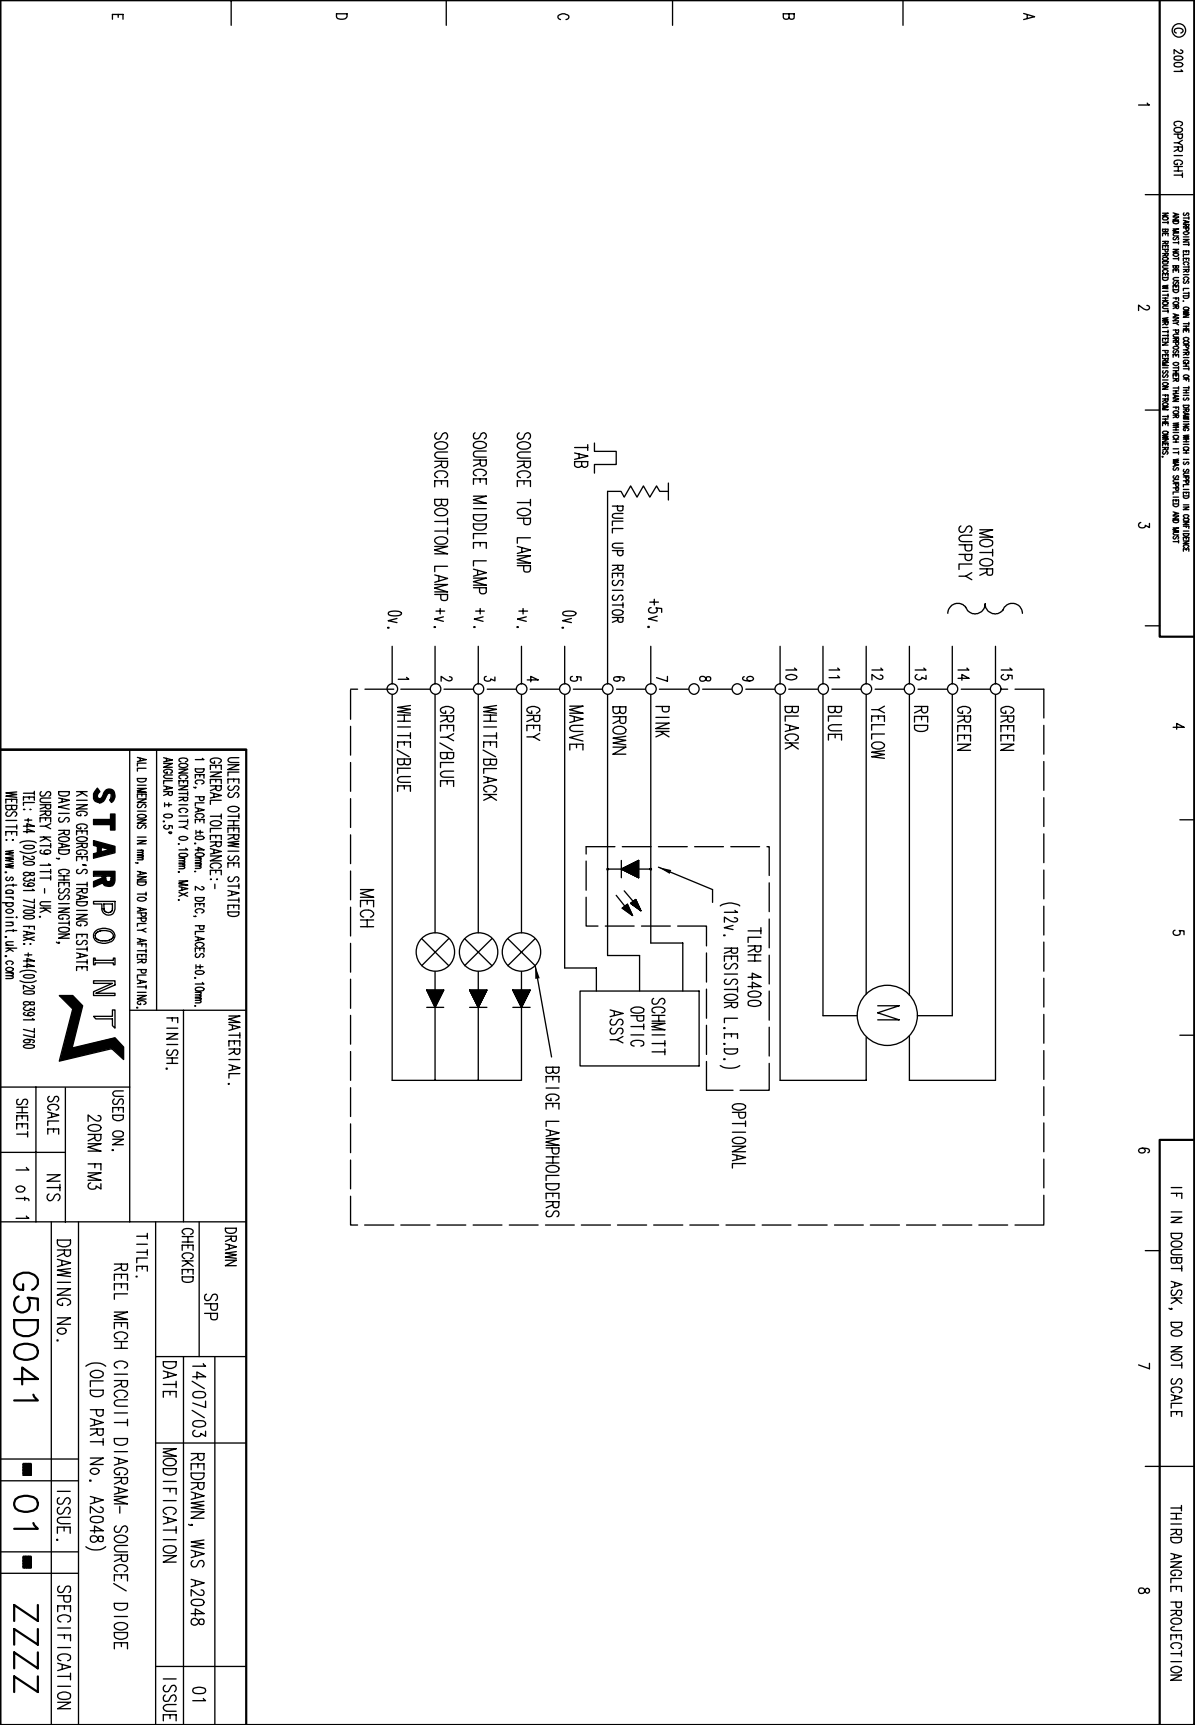 © 2001 COPYRIGHT
STARPOINT ELECTRICS LTD. OWN THE COPYRIGHT OF THIS DRAWING WHICH IS SUPPLIED IN CONFIDENCE
AND MUST NOT BE USED FOR ANY PURPOSE OTHER THAN FOR WHICH IT WAS SUPPLIED AND MUST
NOT BE REPRODUCED WITHOUT WRITTEN PERMISSION FROM THE OWNERS.
IF IN DOUBT ASK, DO NOT SCALE
THIRD ANGLE PROJECTION
1 2 3 4 5 6 7 8
A
B
C
D
E
MOTOR
SUPPLY
15 GREEN
14 GREEN
13 RED
12 YELLOW
11 BLUE
10 BLACK
9
8
+5v. 7 PINK
PULL UP RESISTOR 6 BROWN
TAB
0v. 5 MAUVE
SOURCE TOP LAMP +v. 4 GREY
SOURCE MIDDLE LAMP +v. 3 WHITE/BLACK
SOURCE BOTTOM LAMP +v. 2 GREY/BLUE
0v. 1 WHITE/BLUE
M
OPTIONAL
TLRH 4400
(12v. RESISTOR L.E.D.)
SCHMITT
OPTIC
ASSY
BEIGE LAMPHOLDERS
MECH
UNLESS OTHERWISE STATED
GENERAL TOLERANCE:-
1 DEC. PLACE ±0.40mm. 2 DEC. PLACES ±0.10mm.
CONCENTRICITY 0.10mm. MAX.
ANGULAR ± 0.5°
ALL DIMENSIONS IN mm, AND TO APPLY AFTER PLATING.
STARPOINT
KING GEORGE'S TRADING ESTATE
DAVIS ROAD, CHESSINGTON,
SURREY KT9 1TT - UK.
TEL: +44 (0)20 8391 7700 FAX: +44(0)20 8391 7760
WEBSITE: www.starpoint.uk.com
MATERIAL.
FINISH.
USED ON.
20RM FM3
SCALE NTS
SHEET 1 of 1
DRAWN
SPP
CHECKED
14/07/03 REDRAWN, WAS A2048 01
DATE MODIFICATION ISSUE
TITLE.
REEL MECH CIRCUIT DIAGRAM- SOURCE/ DIODE
(OLD PART No. A2048)
DRAWING No. ISSUE. SPECIFICATION
G5D041 ▪ 01 ▪ ZZZZ